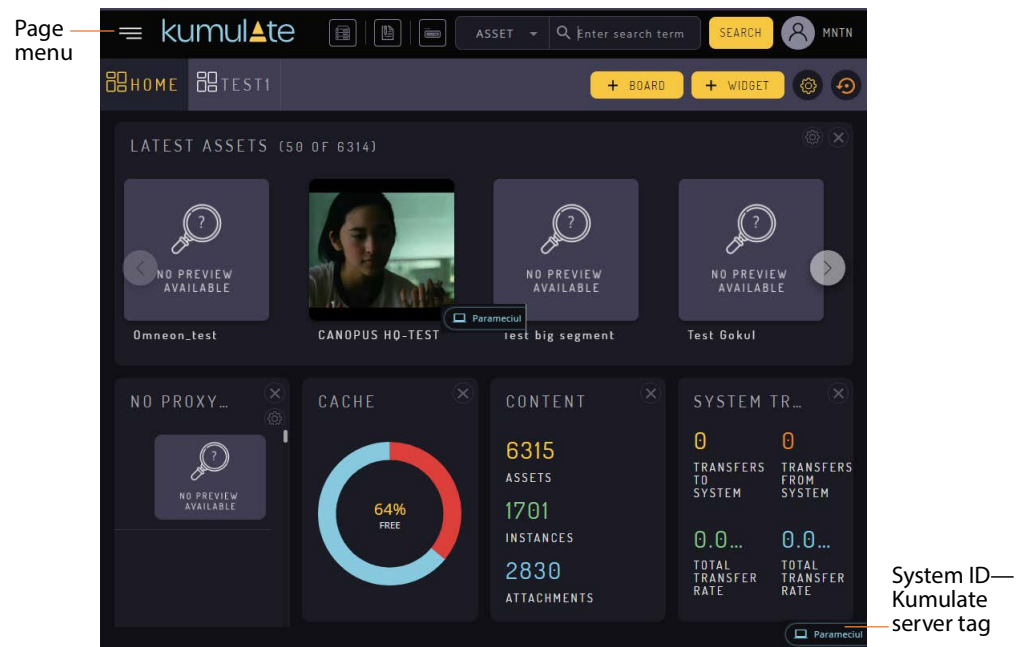 Page
menu
kumulate
ASSET
Enter search term
SEARCH
MNTN
HOME
TEST1
+ BOARD
+ WIDGET
LATEST ASSETS (50 OF 6314)
?
NO PREVIEW
AVAILABLE
Omneon_test
CANOPUS HQ-TEST
Parameciul
?
NO PREVIEW
AVAILABLE
Test big segment
?
NO PREVIEW
AVAILABLE
Test Gokul
NO PROXY…
?
NO PREVIEW
AVAILABLE
CACHE
64%
FREE
CONTENT
6315
ASSETS
1701
INSTANCES
2830
ATTACHMENTS
SYSTEM TR…
0
TRANSFERS
TO
SYSTEM
0
TRANSFERS
FROM
SYSTEM
0.0…
TOTAL
TRANSFER
RATE
0.0…
TOTAL
TRANSFER
RATE
Parameciul
System ID—
Kumulate
server tag